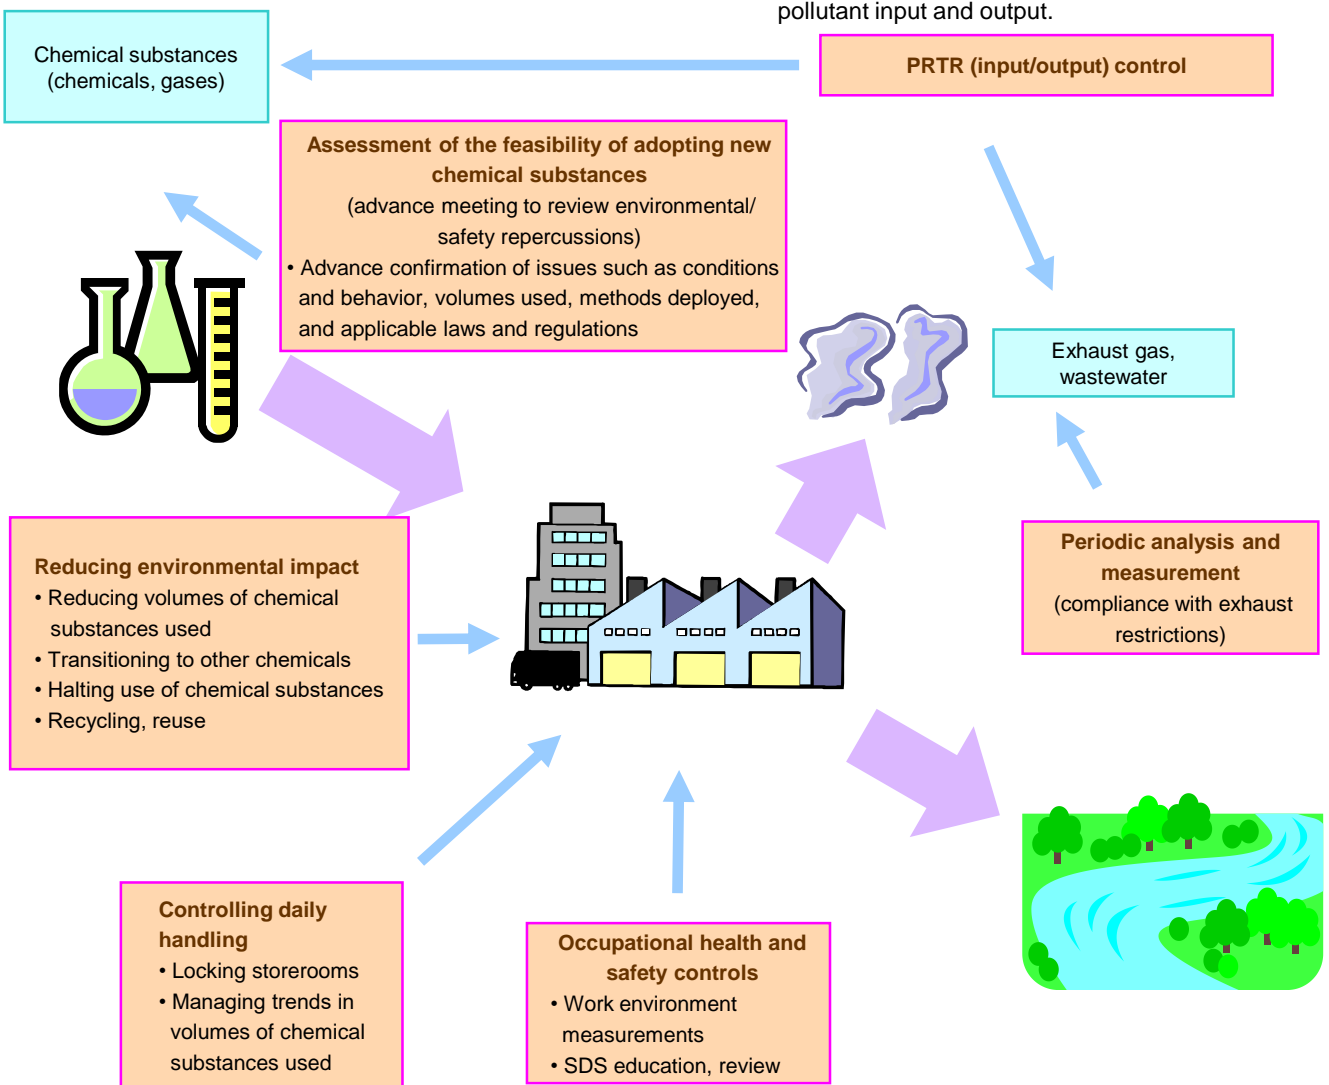 pollutant input and output.
Chemical substances
(chemicals, gases)
PRTR (input/output) control
Assessment of the feasibility of adopting new
chemical substances
(advance meeting to review environmental/
safety repercussions)
• Advance confirmation of issues such as conditions
and behavior, volumes used, methods deployed,
and applicable laws and regulations
Exhaust gas,
wastewater
Periodic analysis and
measurement
(compliance with exhaust
restrictions)
Reducing environmental impact
• Reducing volumes of chemical
substances used
• Transitioning to other chemicals
• Halting use of chemical substances
• Recycling, reuse
Controlling daily
handling
• Locking storerooms
• Managing trends in
volumes of chemical
substances used
Occupational health and
safety controls
• Work environment
measurements
• SDS education, review